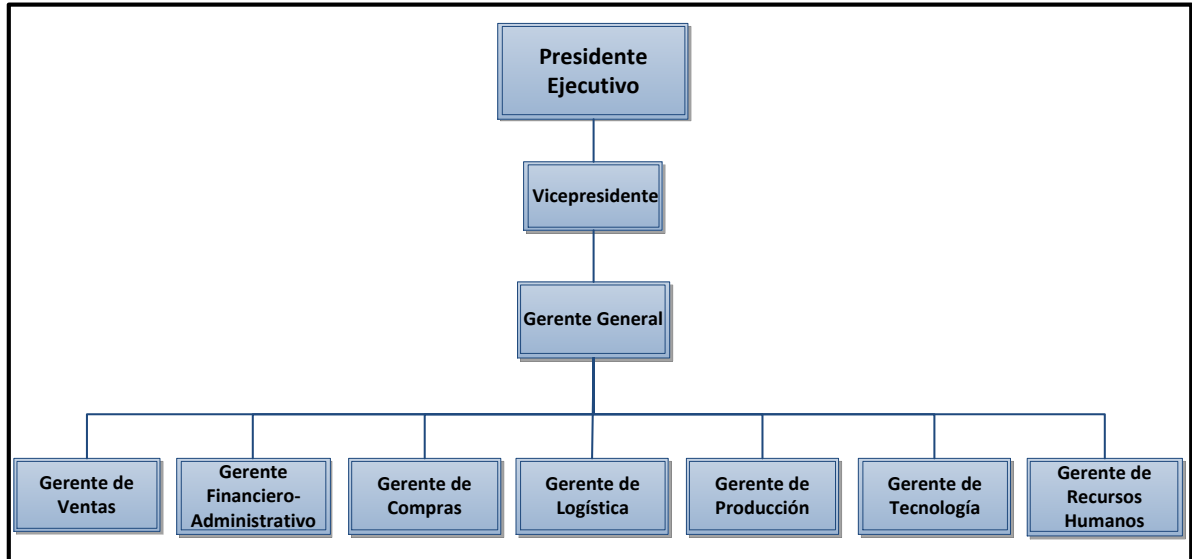 Presidente
Ejecutivo
Vicepresidente
Gerente General
Gerente de
Ventas
Gerente
Financiero-
Administrativo
Gerente de
Compras
Gerente de
Logística
Gerente de
Producción
Gerente de
Tecnología
Gerente de
Recursos
Humanos